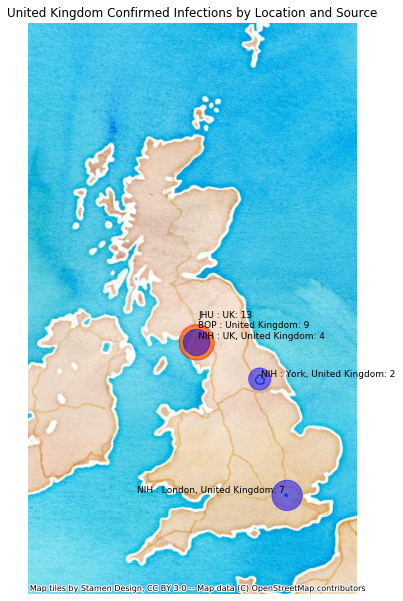 United Kingdom Confirmed Infections by Location and Source
JHU : UK: 13
BOP : United Kingdom: 9
NIH : UK, United Kingdom: 4
NIH : York, United Kingdom: 2
NIH : London, United Kingdom: 7
Map tiles by Stamen Design, CC BY 3.0 -- Map data (C) OpenStreetMap contributors